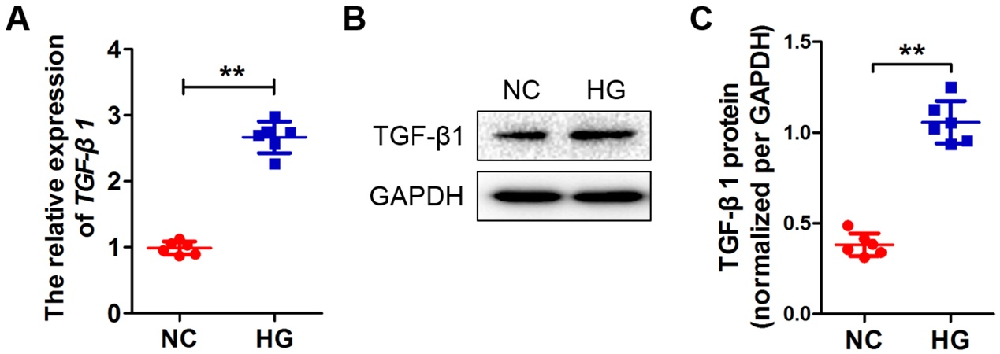 A
The relative expression
of TGF-β 1
4
3
2
1
0
**
NC
HG
B
NC
HG
TGF-β1
GAPDH
C
TGF-β 1 protein
(normalized per GAPDH)
1.5
1.0
0.5
0.0
**
NC
HG